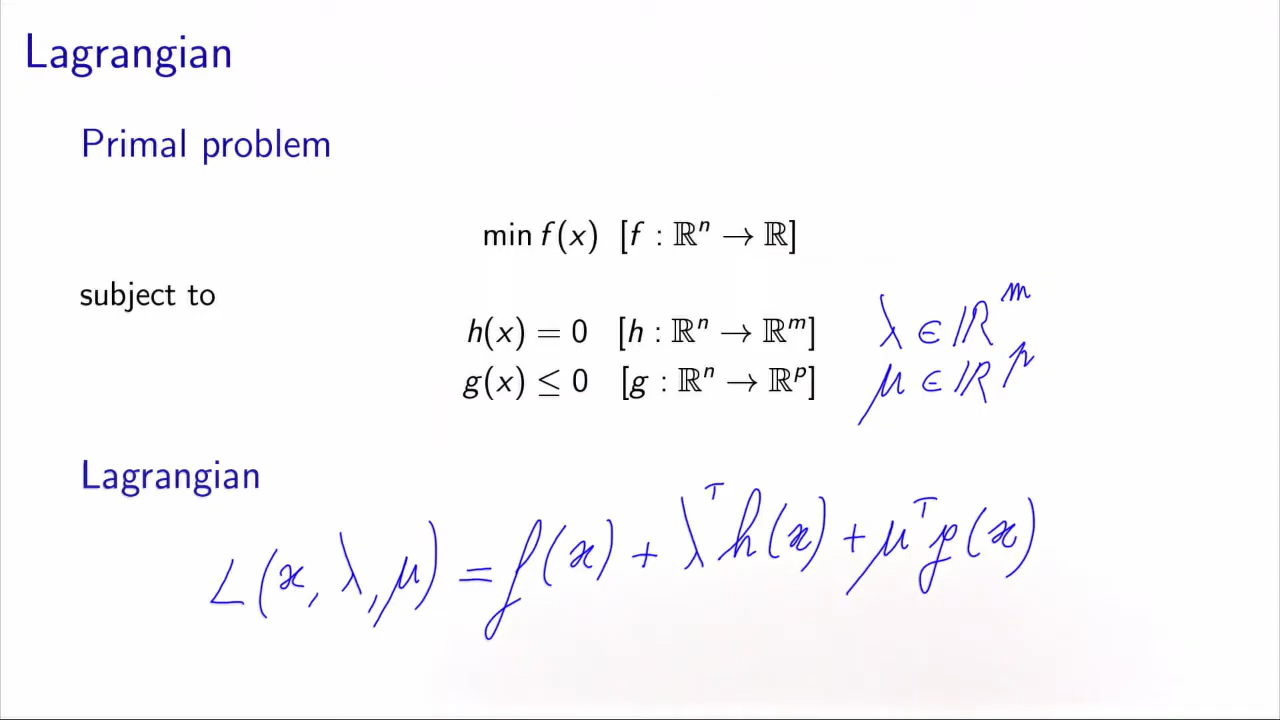 Lagrangian
Primal problem
min f(x) [f : ℝⁿ → ℝ]
subject to
h(x) = 0 [h : ℝⁿ → ℝᵐ] λ ∈ ℝᵐ
g(x) ≤ 0 [g : ℝⁿ → ℝᵖ] μ ∈ ℝᵖ
Lagrangian
L(x, λ, μ) = f(x) + λᵀh(x) + μᵀg(x)